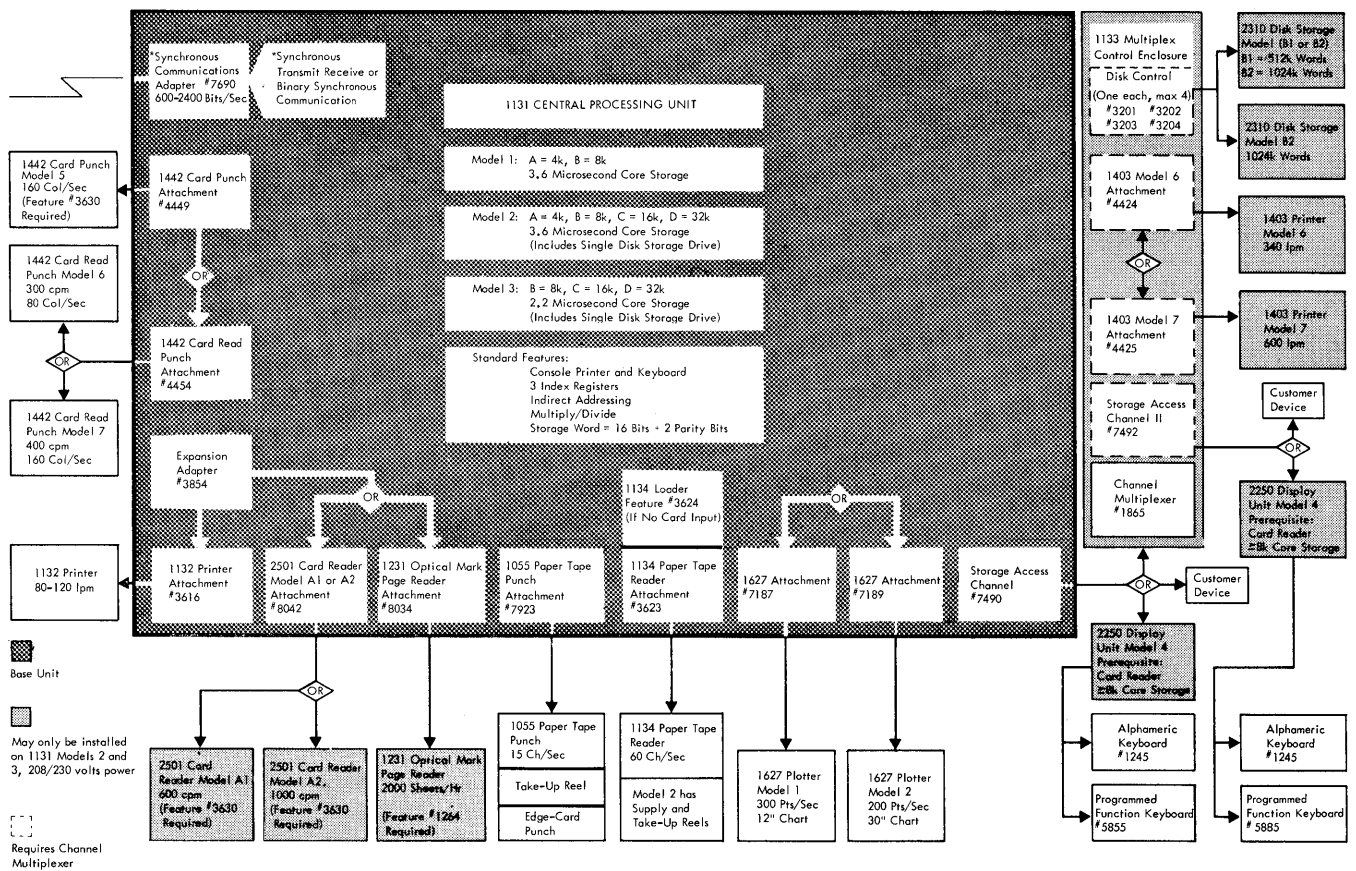 *Synchronous
Communications
Adapter #7690
600-2400 Bits/Sec
*Synchronous
Transmit Receive or
Binary Synchronous
Communication
1131 CENTRAL PROCESSING UNIT
Model 1: A = 4k, B = 8k
3.6 Microsecond Core Storage
Model 2: A = 4k, B = 8k, C = 16k, D = 32k
3.6 Microsecond Core Storage
(Includes Single Disk Storage Drive)
Model 3: B = 8k, C = 16k, D = 32k
2.2 Microsecond Core Storage
(Includes Single Disk Storage Drive)
Standard Features:
Console Printer and Keyboard
3 Index Registers
Indirect Addressing
Multiply/Divide
Storage Word = 16 Bits + 2 Parity Bits
1442 Card Punch
Model 5
160 Col/Sec
(Feature #3630
Required)
1442 Card Punch
Attachment
#4449
OR
1442 Card Read
Punch Model 6
300 cpm
80 Col/Sec
OR
1442 Card Read
Punch
Attachment
#4454
1442 Card Read
Punch Model 7
400 cpm
160 Col/Sec
Expansion
Adapter
#3854
OR
1134 Loader
Feature #3624
(If No Card Input)
OR
1132 Printer
80-120 lpm
1132 Printer
Attachment
#3616
2501 Card Reader
Model A1 or A2
Attachment
#8042
1231 Optical Mark
Page Reader
Attachment
#8034
1055 Paper Tape
Punch
Attachment
#7923
1134 Paper Tape
Reader
Attachment
#3623
1627 Attachment
#7187
1627 Attachment
#7189
Storage Access
Channel
#7490
1133 Multiplex
Control Enclosure
Disk Control
(One each, max 4)
#3201 #3202
#3203 #3204
1403 Model 6
Attachment
#4424
OR
1403 Model 7
Attachment
#4425
Storage Access
Channel II
#7492
Channel
Multiplexer
#1865
2310 Disk Storage
Model (B1 or B2)
B1 = 512k Words
B2 = 1024k Words
2310 Disk Storage
Model B2
1024k Words
1403 Printer
Model 6
340 lpm
1403 Printer
Model 7
600 lpm
Customer
Device
OR
2250 Display
Unit Model 4
Prerequisite:
Card Reader
≥8k Core Storage
OR
Customer
Device
2250 Display
Unit Model 4
Prerequisite:
Card Reader
≥8k Core Storage
Base Unit
May only be installed
on 1131 Models 2 and
3, 208/230 volts power
Requires Channel
Multiplexer
OR
2501 Card
Reader Model A1
600 cpm
(Feature #3630
Required)
2501 Card Reader
Model A2,
1000 cpm
(Feature #3630
Required)
1231 Optical Mark
Page Reader
2000 Sheets/Hr
(Feature #1264
Required)
1055 Paper Tape
Punch
15 Ch/Sec
Take-Up Reel
Edge-Card
Punch
1134 Paper Tape
Reader
60 Ch/Sec
Model 2 has
Supply and
Take-Up Reels
1627 Plotter
Model 1
300 Pts/Sec
12" Chart
1627 Plotter
Model 2
200 Pts/Sec
30" Chart
Alphameric
Keyboard
#1245
Programmed
Function Keyboard
#5855
Alphameric
Keyboard
#1245
Programmed
Function Keyboard
#5885